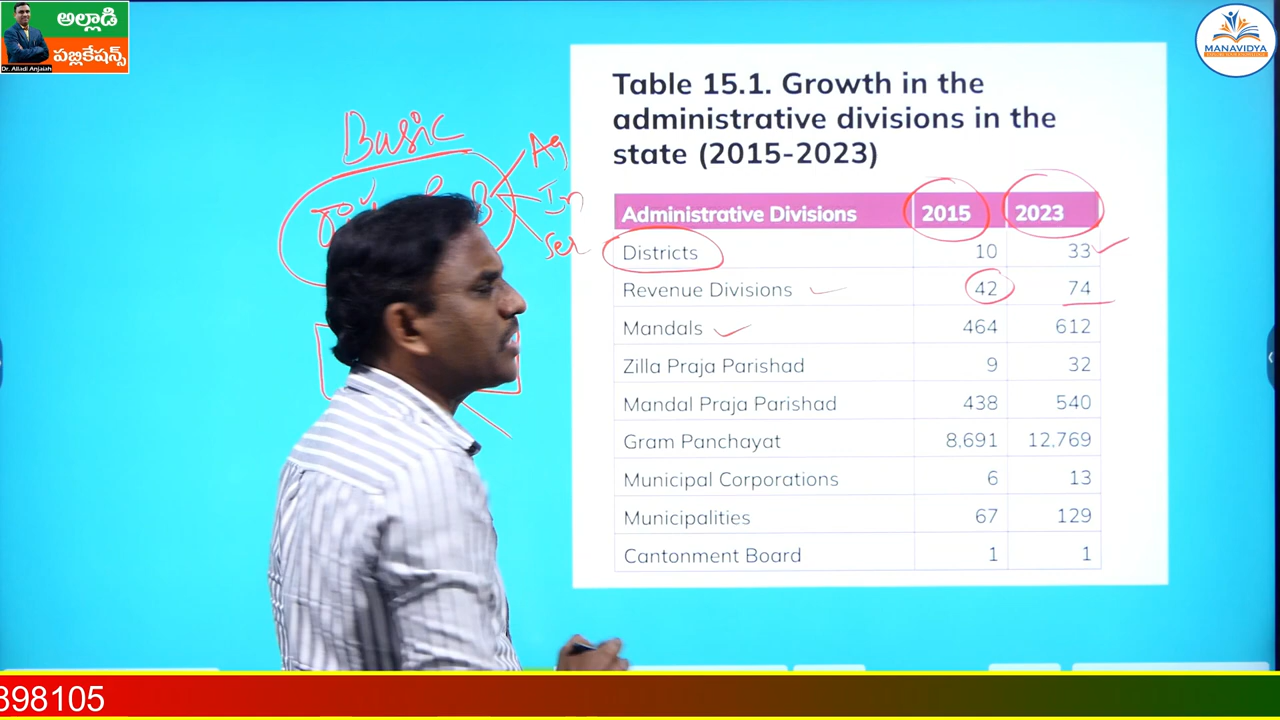 అల్లాడి
పబ్లికేషన్స్
Dr. Alladi Anjaiah
MANAVIDYA
Basic
Ag
In
Ser
Table 15.1. Growth in the
administrative divisions in the
state (2015-2023)
Administrative Divisions 2015 2023
Districts 10 33
Revenue Divisions 42 74
Mandals 464 612
Zilla Praja Parishad 9 32
Mandal Praja Parishad 438 540
Gram Panchayat 8,691 12,769
Municipal Corporations 6 13
Municipalities 67 129
Cantonment Board 1 1
398105